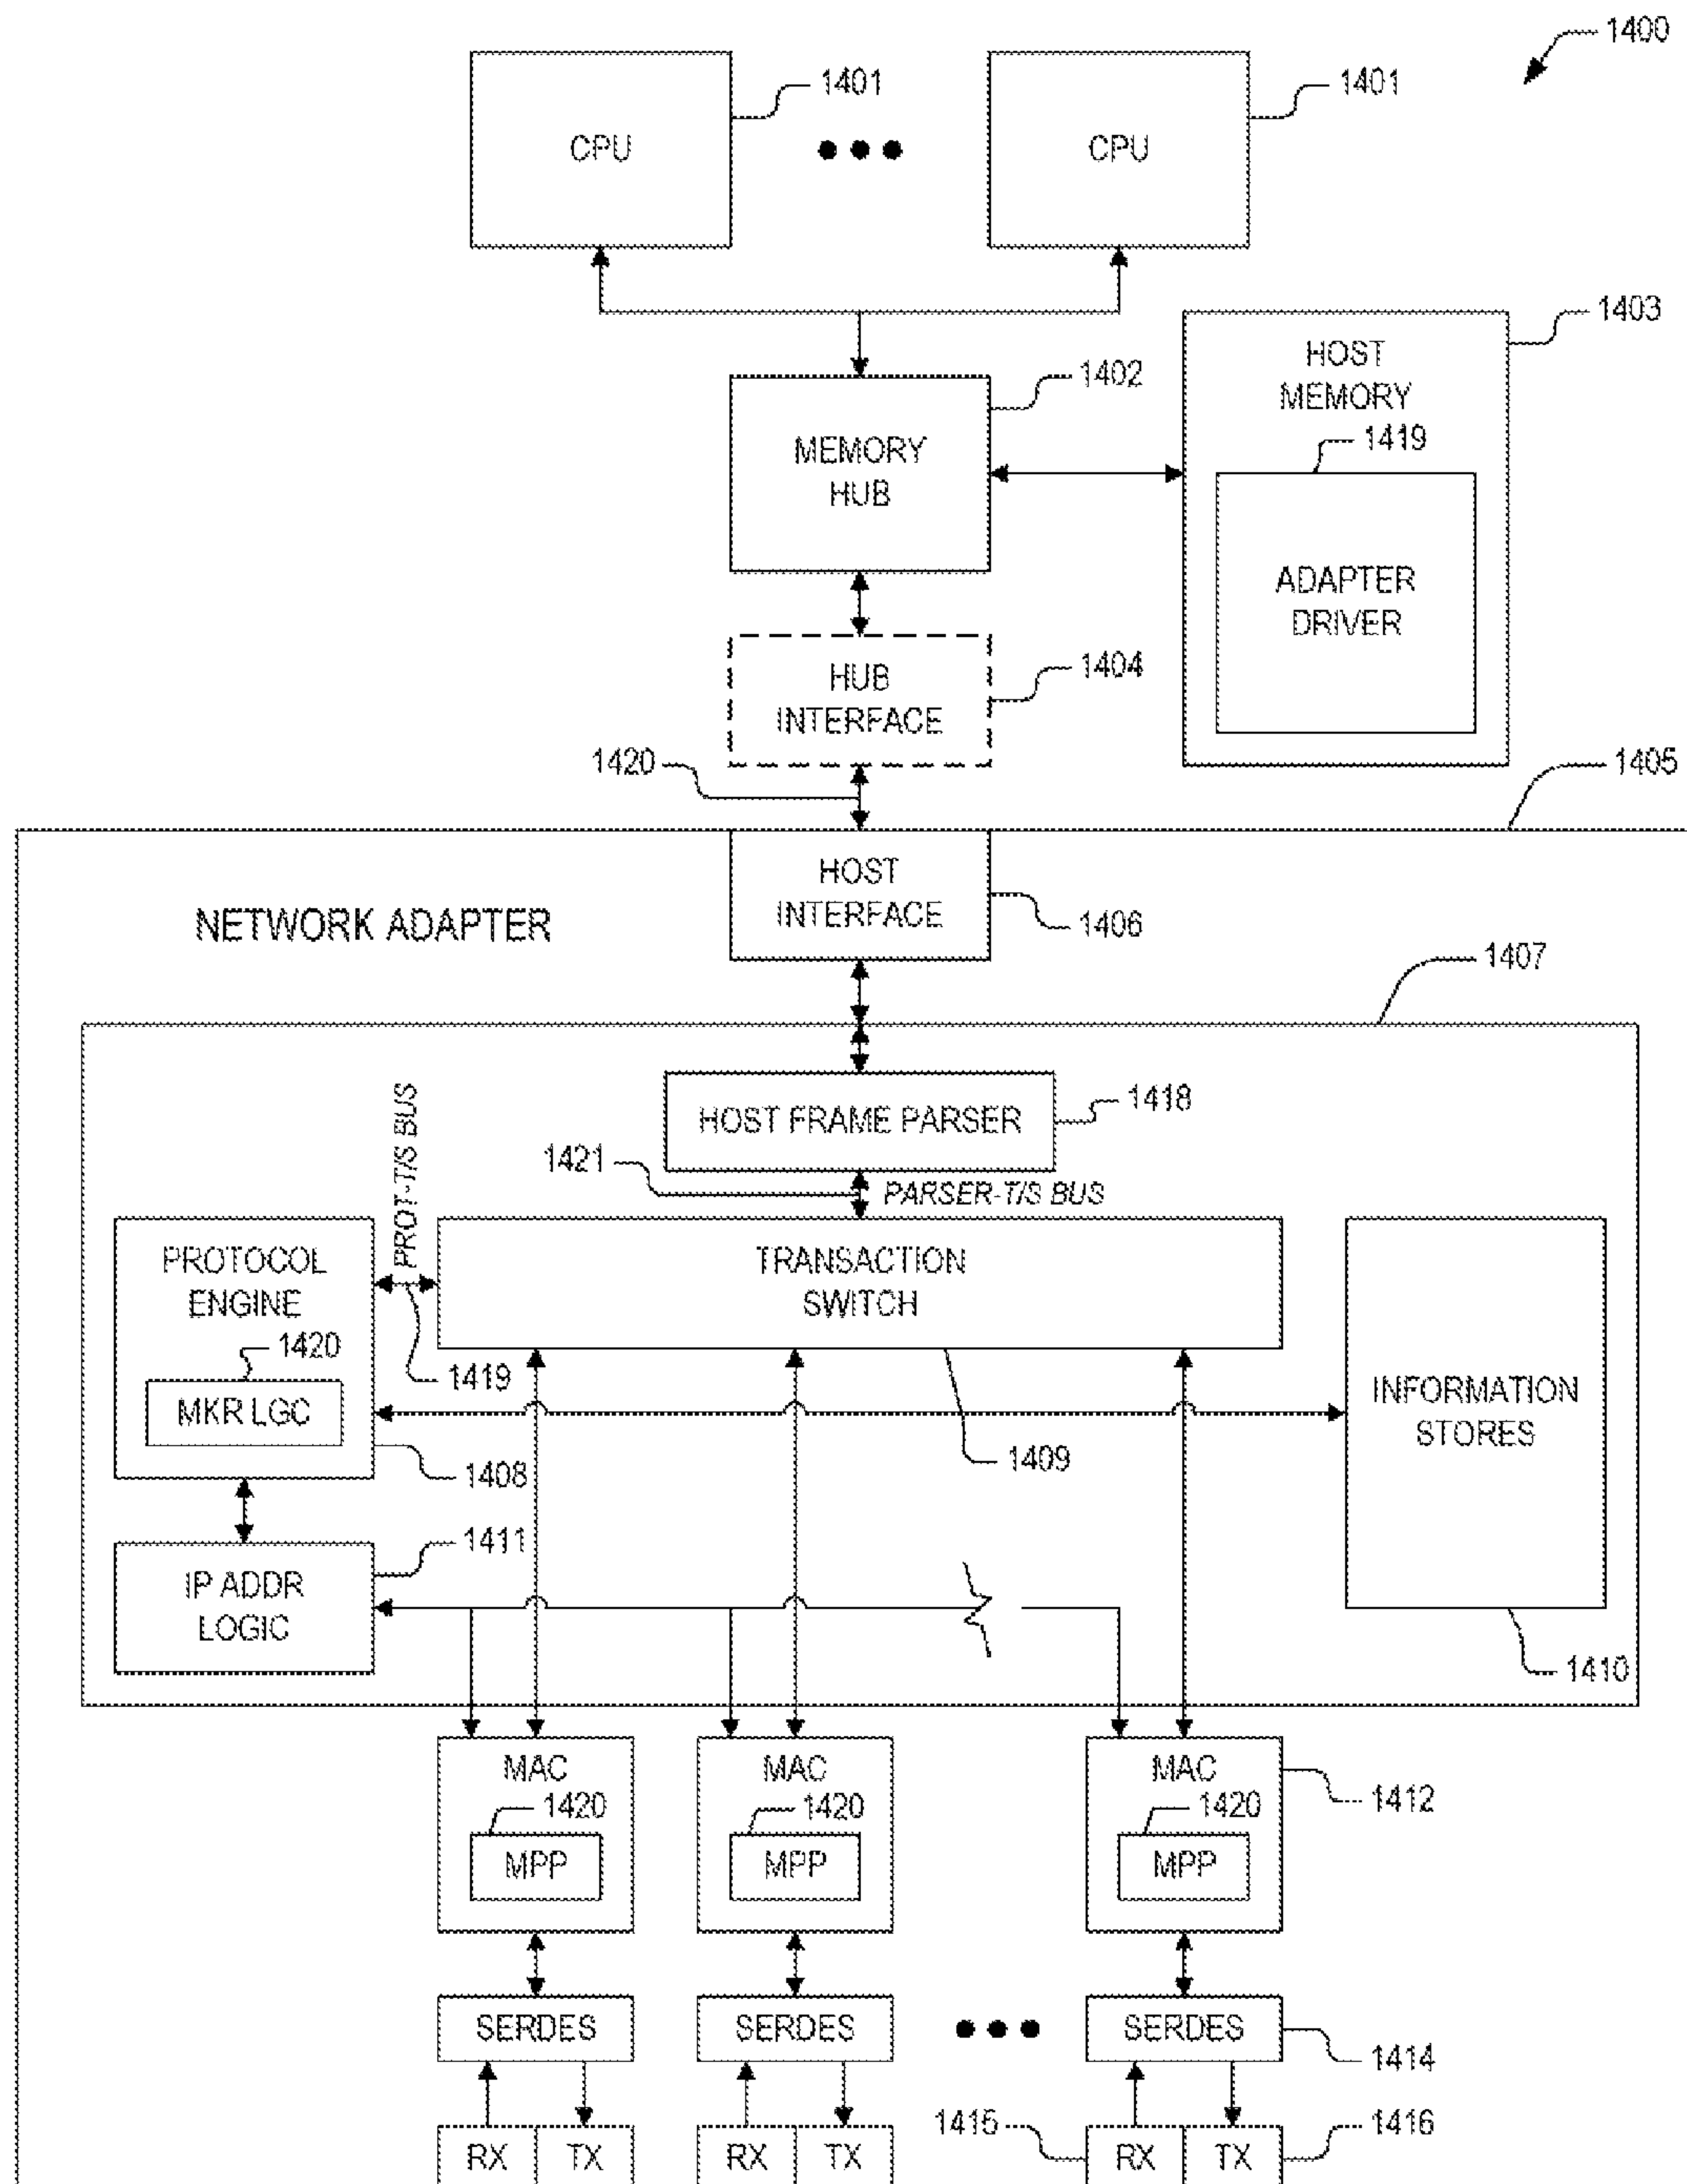 1400
1401
1401
CPU
CPU
1403
HOST
MEMORY
1402
1419
MEMORY
HUB
ADAPTER
DRIVER
1404
HUB
INTERFACE
1420
1405
HOST
INTERFACE
1406
NETWORK ADAPTER
1407
PROT-T/S BUS
HOST FRAME PARSER
1418
1421
PARSER-T/S BUS
PROTOCOL
ENGINE
TRANSACTION
SWITCH
1420
1419
MKR LGC
INFORMATION
STORES
1408
1409
1411
IP ADDR
LOGIC
1410
MAC
MAC
MAC
1412
1420
1420
1420
MPP
MPP
MPP
SERDES
SERDES
SERDES
1414
1415
1416
RX
TX
RX
TX
RX
TX